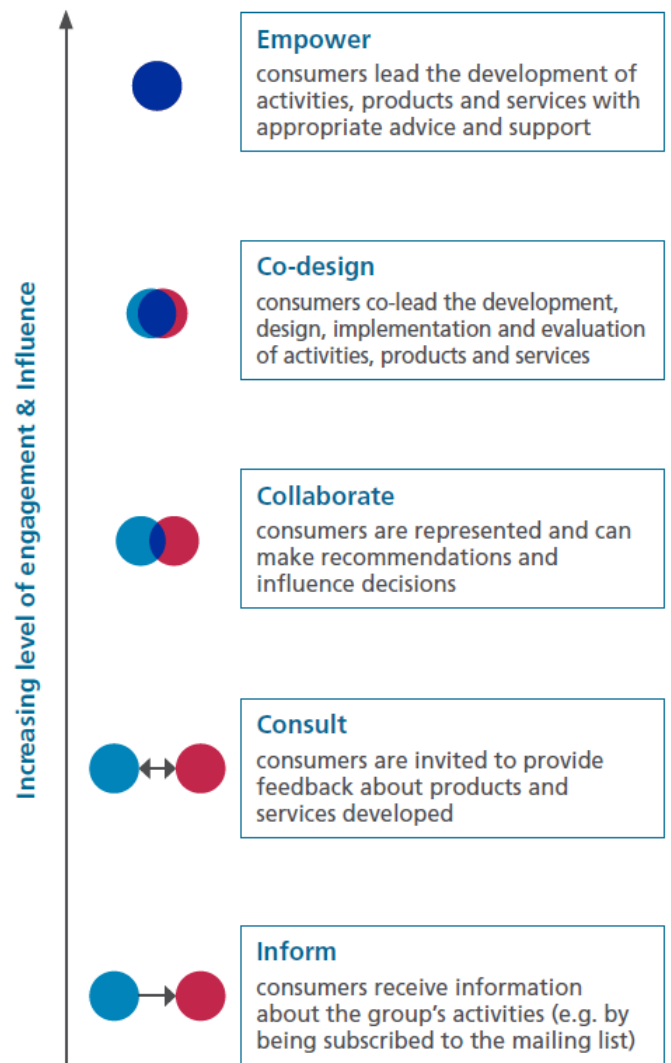 Increasing level of engagement & Influence
Empower
consumers lead the development of
activities, products and services with
appropriate advice and support
Co-design
consumers co-lead the development,
design, implementation and evaluation
of activities, products and services
Collaborate
consumers are represented and can
make recommendations and
influence decisions
Consult
consumers are invited to provide
feedback about products and
services developed
Inform
consumers receive information
about the group's activities (e.g. by
being subscribed to the mailing list)